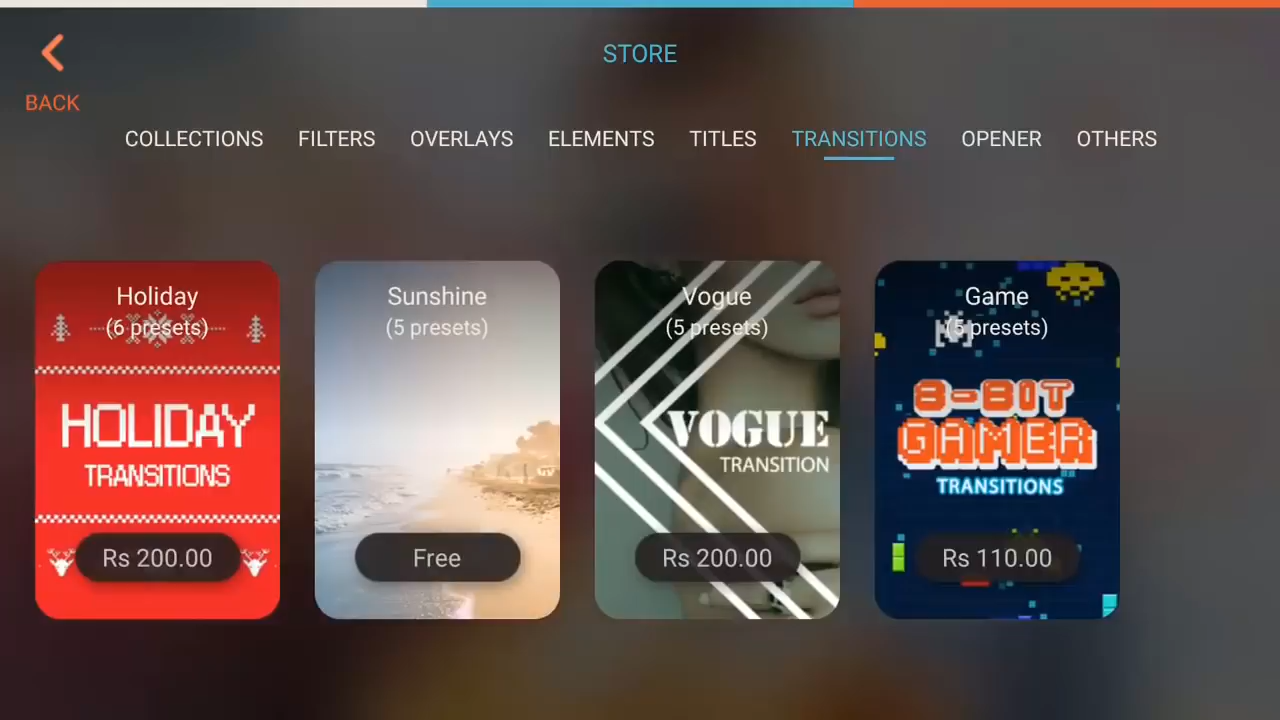 STORE
BACK
COLLECTIONS FILTERS OVERLAYS ELEMENTS TITLES TRANSITIONS OPENER OTHERS
Holiday
(6 presets)
HOLIDAY
TRANSITIONS
Rs 200.00
Sunshine
(5 presets)
Free
Vogue
(5 presets)
VOGUE
TRANSITION
Rs 200.00
Game
(5 presets)
8-BIT
GAMER
TRANSITIONS
Rs 110.00